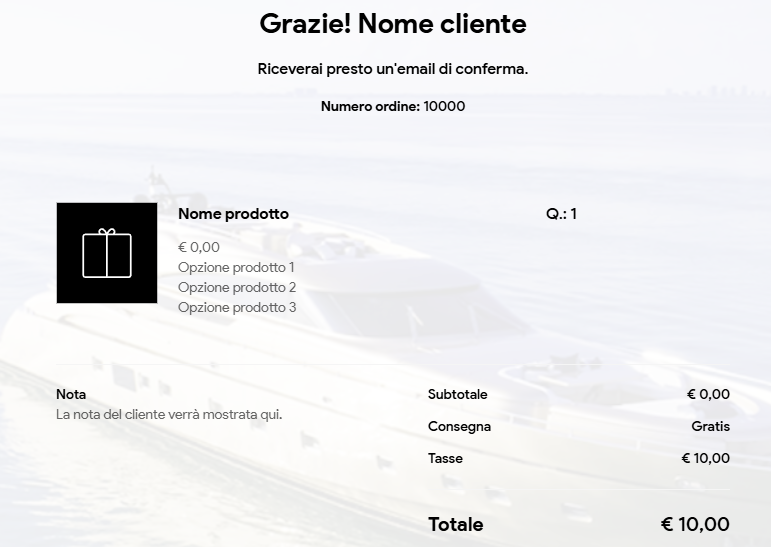 Grazie! Nome cliente
Riceverai presto un'email di conferma.
Numero ordine: 10000
Nome prodotto
Q.: 1
€ 0,00
Opzione prodotto 1
Opzione prodotto 2
Opzione prodotto 3
Nota
La nota del cliente verrà mostrata qui.
Subtotale € 0,00
Consegna Gratis
Tasse € 10,00
Totale € 10,00